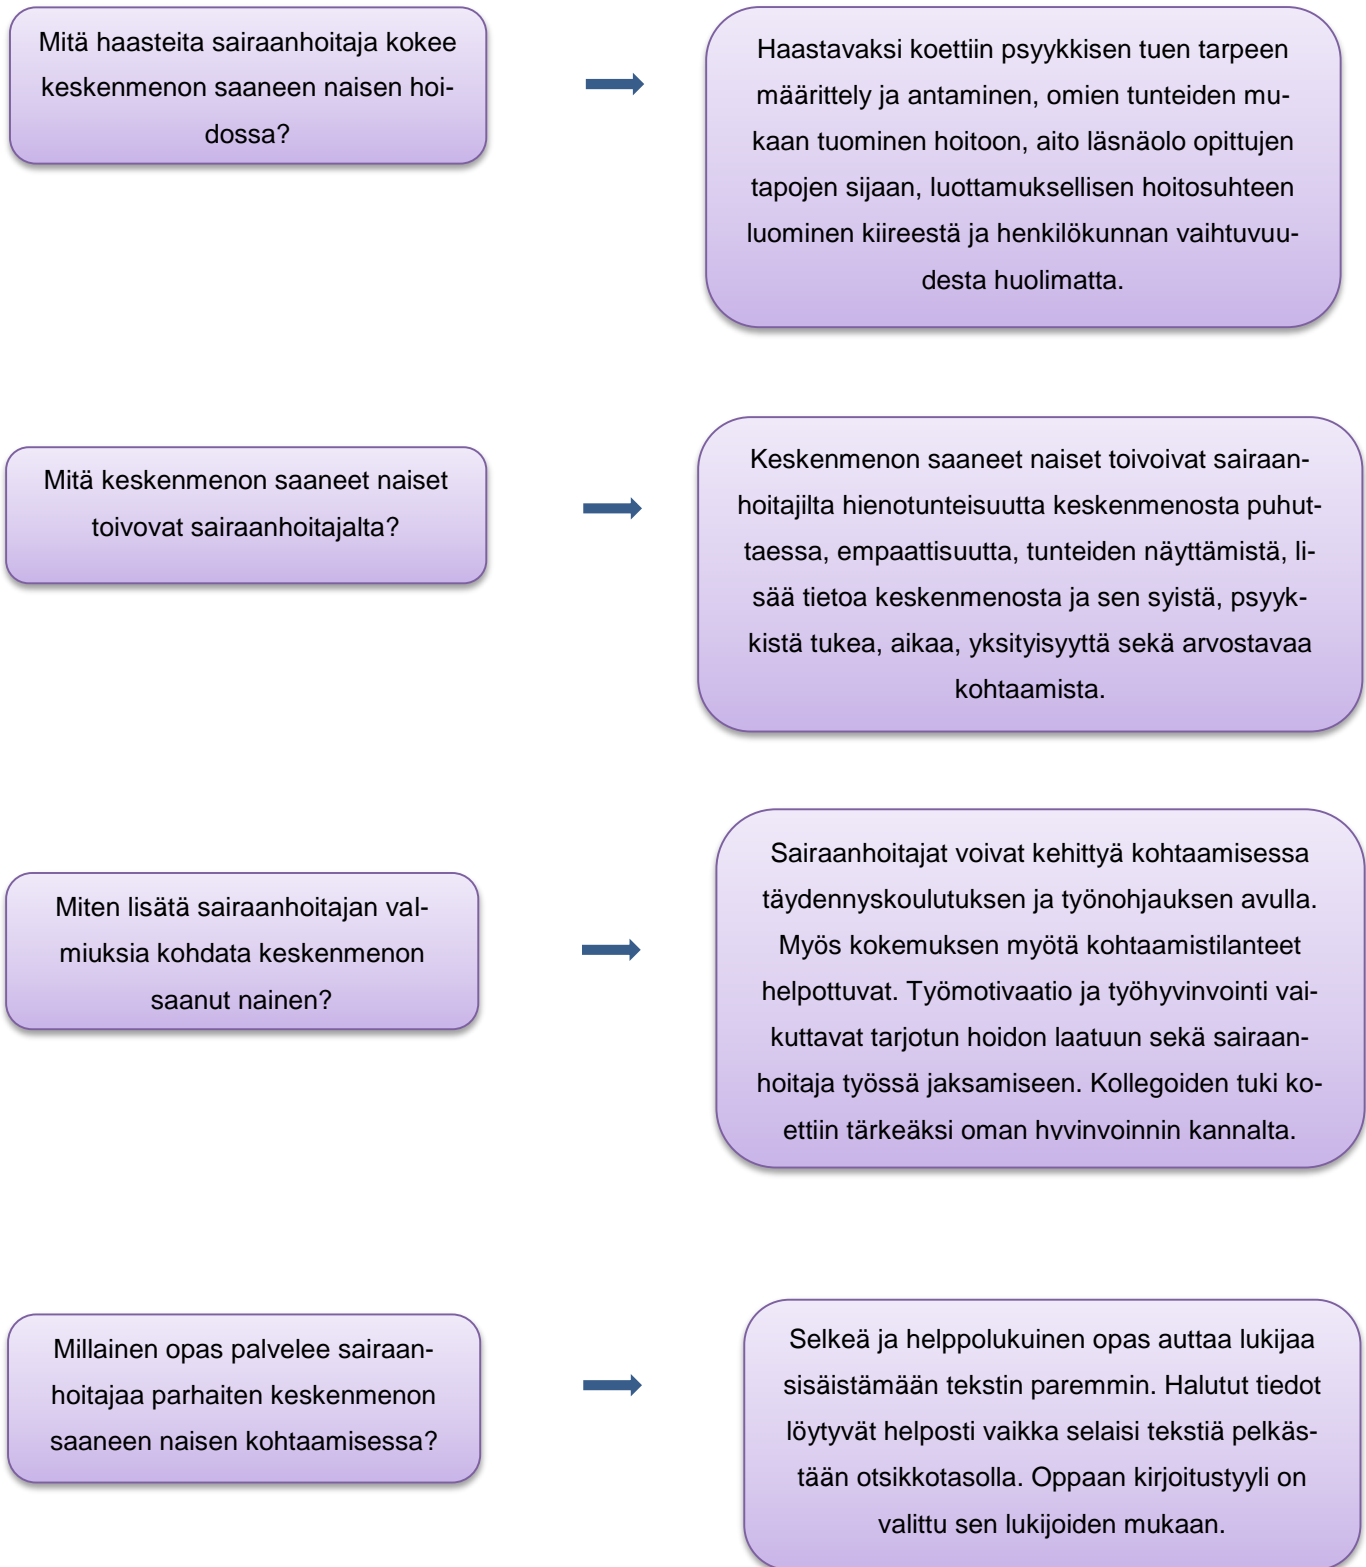 Mitä haasteita sairaanhoitaja kokee
keskenmenon saaneen naisen hoi-
dossa?
Haastavaksi koettiin psyykkisen tuen tarpeen
määrittely ja antaminen, omien tunteiden mu-
kaan tuominen hoitoon, aito läsnäolo opittujen
tapojen sijaan, luottamuksellisen hoitosuhteen
luominen kiireestä ja henkilökunnan vaihtuvuu-
desta huolimatta.
Mitä keskenmenon saaneet naiset
toivovat sairaanhoitajalta?
Keskenmenon saaneet naiset toivoivat sairaan-
hoitajilta hienotunteisuutta keskenmenosta puhut-
taessa, empaattisuutta, tunteiden näyttämistä, li-
sää tietoa keskenmenosta ja sen syistä, psyyk-
kistä tukea, aikaa, yksityisyyttä sekä arvostavaa
kohtaamista.
Miten lisätä sairaanhoitajan val-
miuksia kohdata keskenmenon
saanut nainen?
Sairaanhoitajat voivat kehittyä kohtaamisessa
täydennyskoulutuksen ja työnohjauksen avulla.
Myös kokemuksen myötä kohtaamistilanteet
helpottuvat. Työmotivaatio ja työhyvinvointi vai-
kuttavat tarjotun hoidon laatuun sekä sairaan-
hoitaja työssä jaksamiseen. Kollegoiden tuki ko-
ettiin tärkeäksi oman hyvinvoinnin kannalta.
Millainen opas palvelee sairaan-
hoitajaa parhaiten keskenmenon
saaneen naisen kohtaamisessa?
Selkeä ja helppolukuinen opas auttaa lukijaa
sisäistämään tekstin paremmin. Halutut tiedot
löytyvät helposti vaikka selaisi tekstiä pelkäs-
tään otsikkotasolla. Oppaan kirjoitustyyli on
valittu sen lukijoiden mukaan.